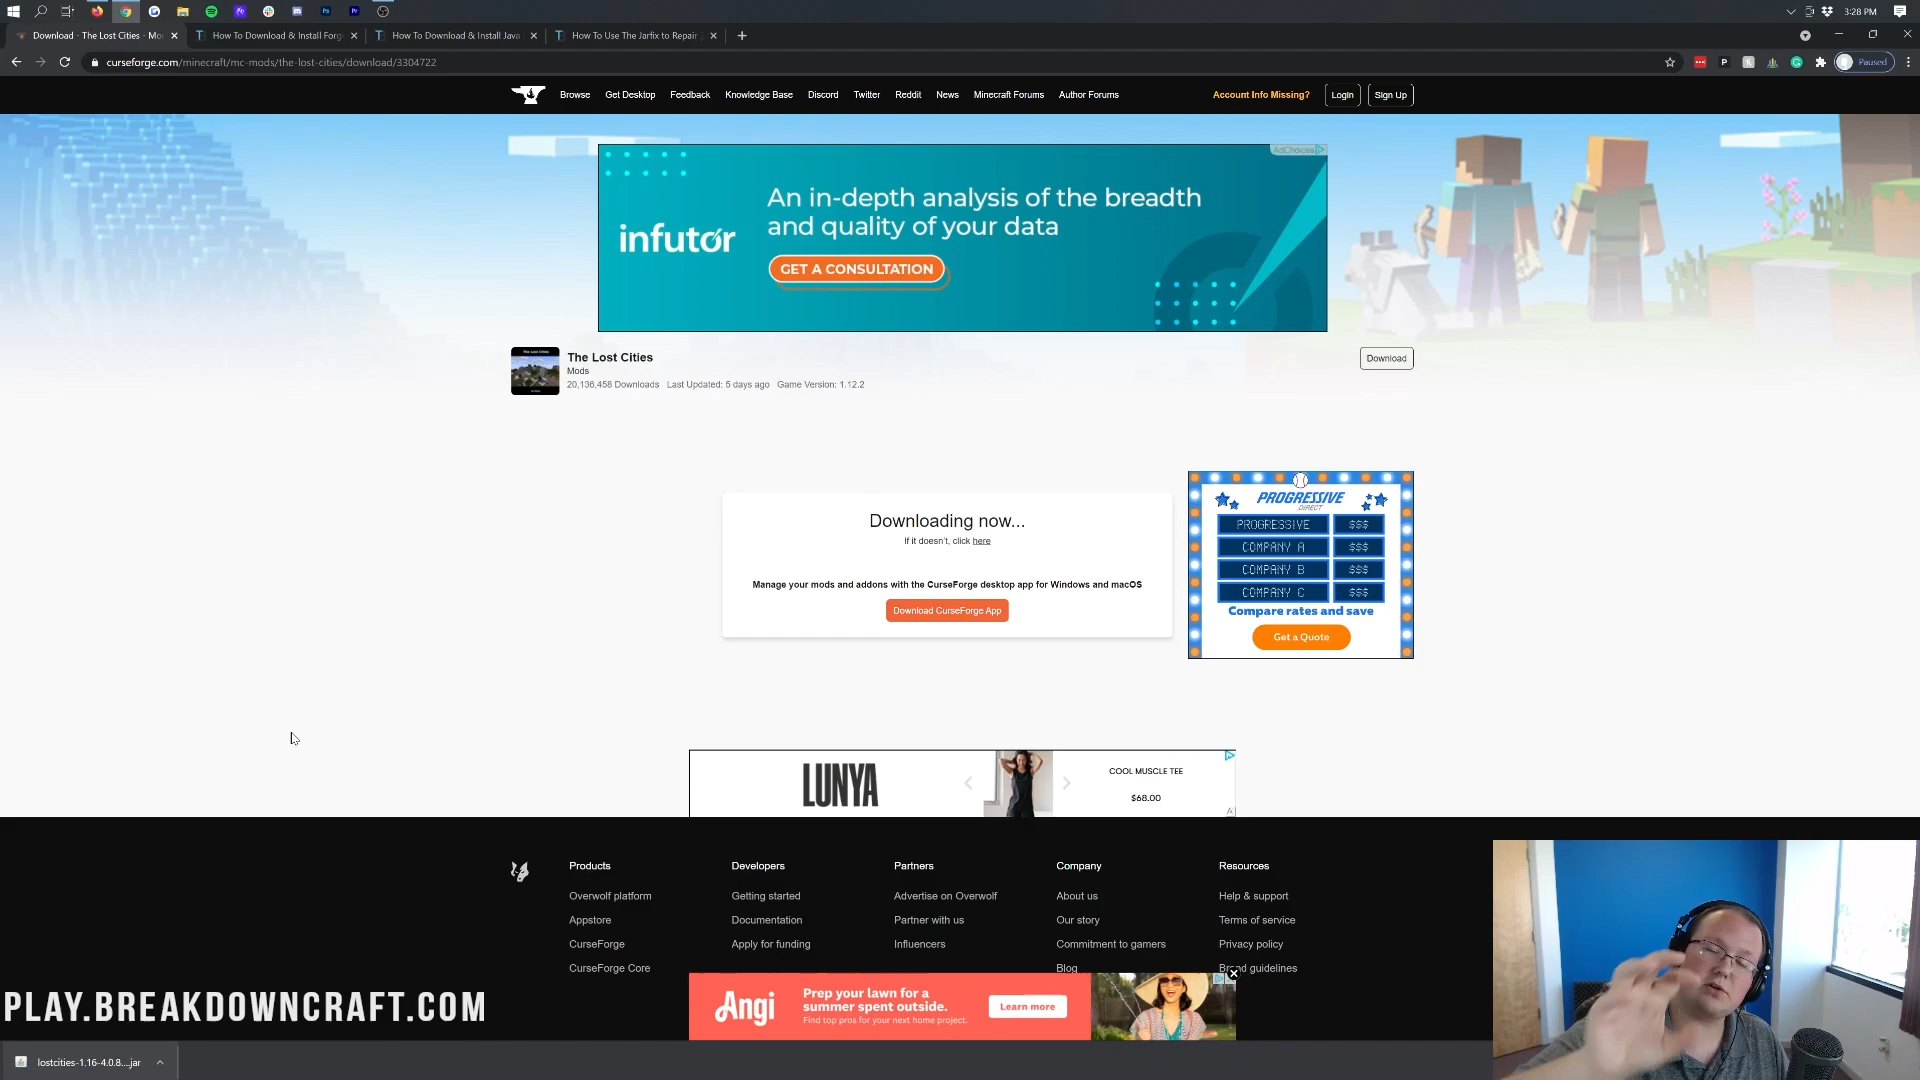 3:28 PM
Download - The Lost Cities - Mo
How To Download & Install Forg
How To Download & Install Java
How To Use The Jarfix to Repair
curseforge.com/minecraft/mc-mods/the-lost-cities/download/3304722
Paused
Browse
Get Desktop
Feedback
Knowledge Base
Discord
Twitter
Reddit
News
Minecraft Forums
Author Forums
Account Info Missing?
Login
Sign Up
AdChoices
infutor
An in-depth analysis of the breadth
and quality of your data
GET A CONSULTATION
The Lost Cities
Mods
20,136,458 Downloads Last Updated: 5 days ago Game Version: 1.12.2
Download
Downloading now...
If it doesn't, click here
Manage your mods and addons with the CurseForge desktop app for Windows and macOS
Download CurseForge App
PROGRESSIVE
DIRECT
PROGRESSIVE $$$
COMPANY A $$$
COMPANY B $$$
COMPANY C $$$
Compare rates and save
Get a Quote
LUNYA
COOL MUSCLE TEE
$68.00
Products
Overwolf platform
Appstore
CurseForge
CurseForge Core
Developers
Getting started
Documentation
Apply for funding
Partners
Advertise on Overwolf
Partner with us
Influencers
Company
About us
Our story
Commitment to gamers
Blog
Resources
Help & support
Terms of service
Privacy policy
Brand guidelines
Angi
Prep your lawn for a
summer spent outside.
Find top pros for your next home project.
Learn more
PLAY.BREAKDOWNCRAFT.COM
lostcities-1.16-4.0.8....jar